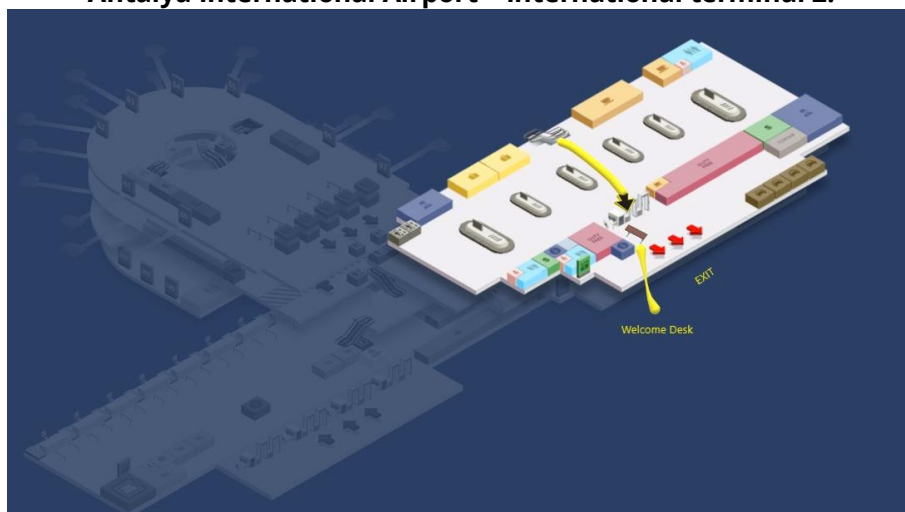 Antalya International Airport – International terminal 2.
EXIT
Welcome Desk